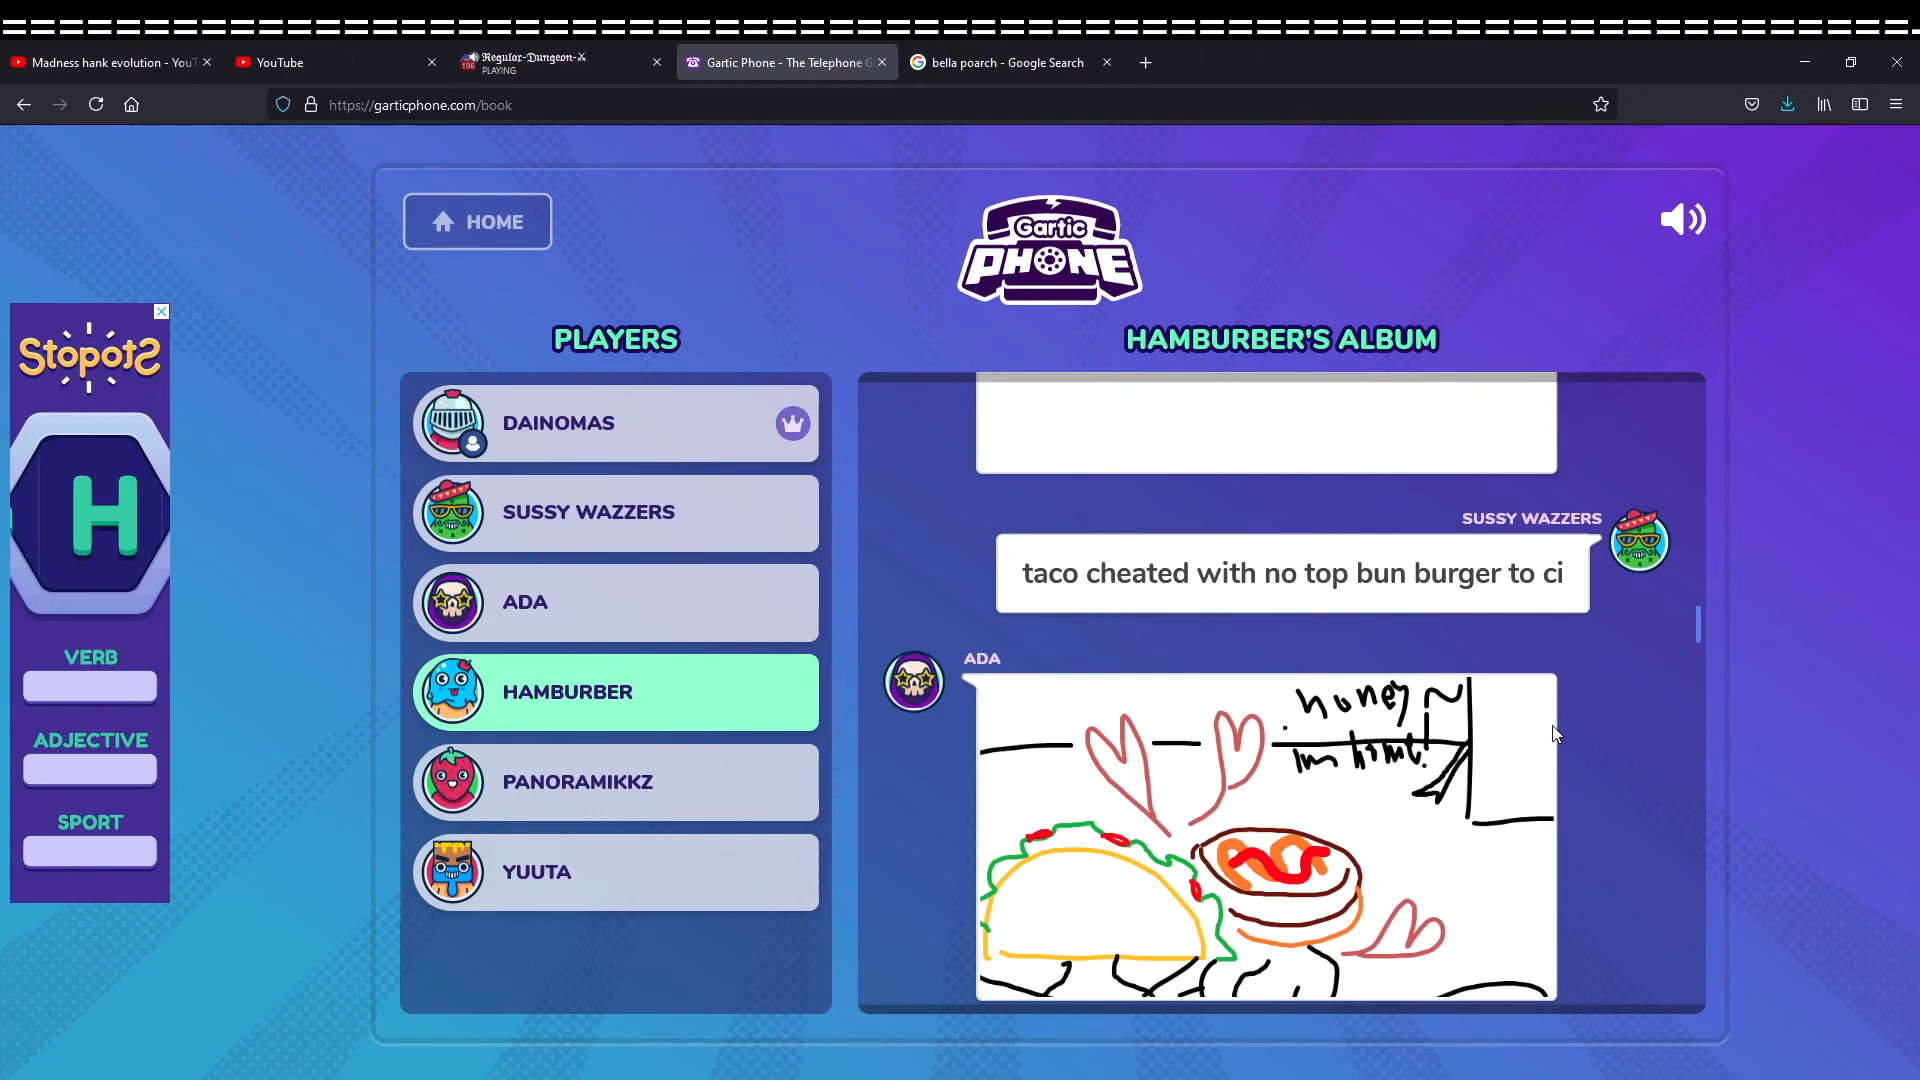 Madness hank evolution - YouT
YouTube
196
Regular-Dungeon-⚔
PLAYING
Gartic Phone - The Telephone G
bella poarch - Google Search
https://garticphone.com/book
HOME
Gartic
PHONE
PLAYERS
HAMBURBER'S ALBUM
DAINOMAS
SUSSY WAZZERS
ADA
HAMBURBER
PANORAMIKKZ
YUUTA
StopotS
H
VERB
ADJECTIVE
SPORT
SUSSY WAZZERS
taco cheated with no top bun burger to ci
ADA
honey~
im home.